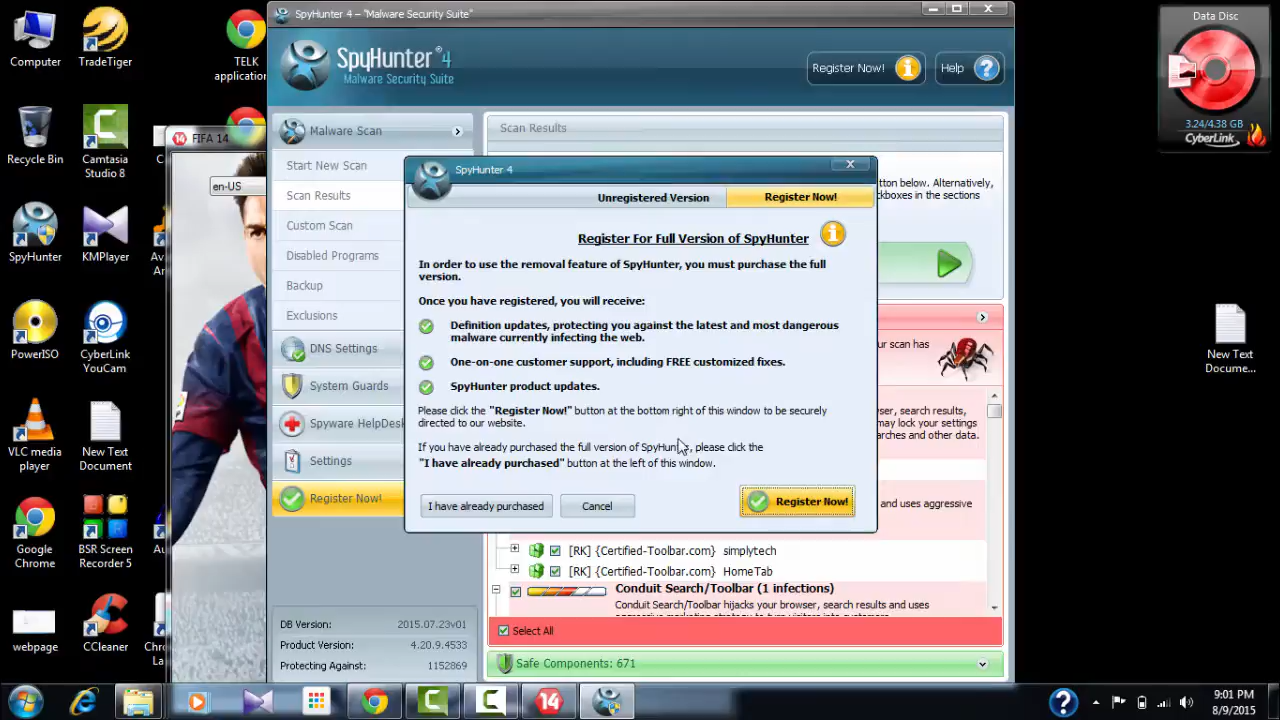 Computer
TradeTiger
TELK
application
Recycle Bin
Camtasia
Studio 8
SpyHunter
KMPlayer
PowerISO
CyberLink
YouCam
VLC media
player
New Text
Document
Google
Chrome
BSR Screen
Recorder 5
webpage
CCleaner
FIFA 14
en-US
SpyHunter 4 – "Malware Security Suite"
SpyHunter® 4
Malware Security Suite
Register Now!
Help
Malware Scan
Start New Scan
Scan Results
Custom Scan
Disabled Programs
Backup
Exclusions
DNS Settings
System Guards
Spyware HelpDesk
Settings
Register Now!
DB Version: 2015.07.23v01
Product Version: 4.20.9.4533
Protecting Against: 1152869
Scan Results
tton below. Alternatively,
eckboxes in the sections
ur scan has
er, search results,
may lock your settings
arches and other data.
and uses aggressive
SpyHunter 4
Unregistered Version
Register Now!
Register For Full Version of SpyHunter
In order to use the removal feature of SpyHunter, you must purchase the full
version.
Once you have registered, you will receive:
Definition updates, protecting you against the latest and most dangerous
malware currently infecting the web.
One-on-one customer support, including FREE customized fixes.
SpyHunter product updates.
Please click the "Register Now!" button at the bottom right of this window to be securely
directed to our website.
If you have already purchased the full version of SpyHunter, please click the
"I have already purchased" button at the left of this window.
I have already purchased
Cancel
Register Now!
[RK] {Certified-Toolbar.com} simplytech
[RK] {Certified-Toolbar.com} HomeTab
Conduit Search/Toolbar (1 infections)
Conduit Search/Toolbar hijacks your browser, search results and uses
Select All
Safe Components: 671
Data Disc
3.24/4.38 GB
CyberLink
New Text
Docume...
14
9:01 PM
8/9/2015